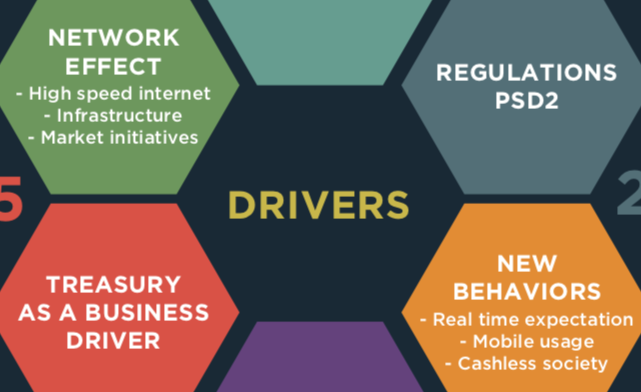 NETWORK
EFFECT
- High speed internet
- Infrastructure
- Market initiatives
REGULATIONS
PSD2
5
DRIVERS
2
TREASURY
AS A BUSINESS
DRIVER
NEW
BEHAVIORS
- Real time expectation
- Mobile usage
- Cashless society